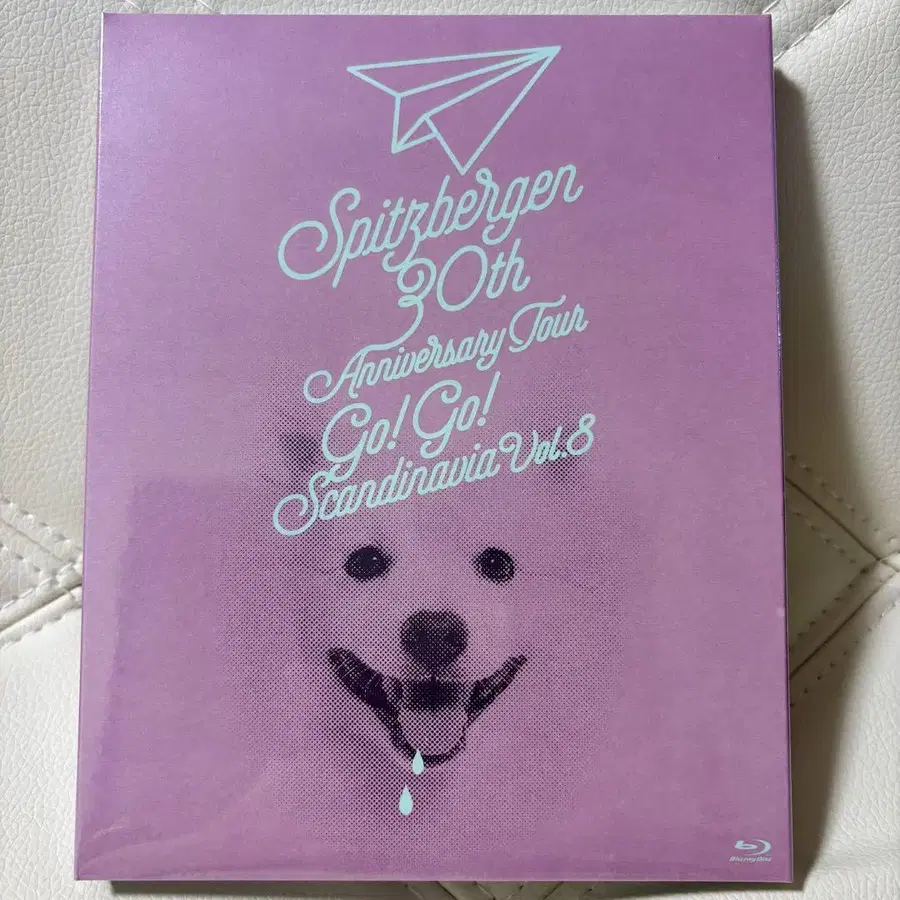 Spitzbergen
30th
Anniversary Tour
Go! Go!
Scandinavia Vol.8
Blu-ray Disc